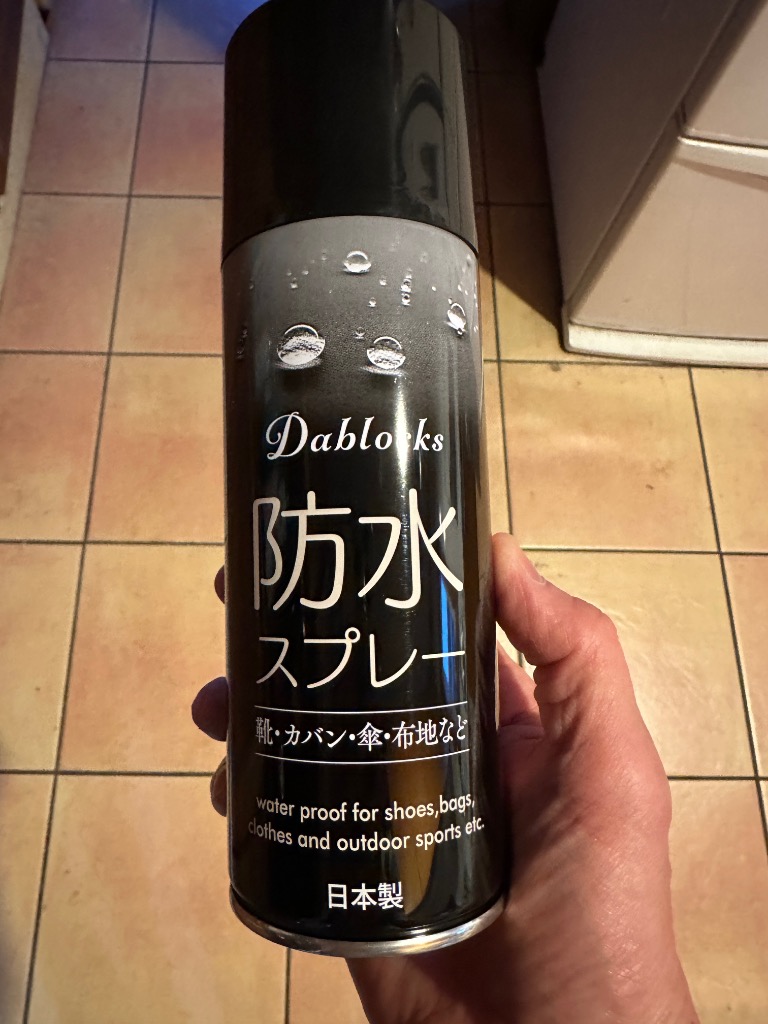 Dablocks
防水
スプレー
靴・カバン・傘・布地など
water proof for shoes,bags,
clothes and outdoor sports etc.
日本製